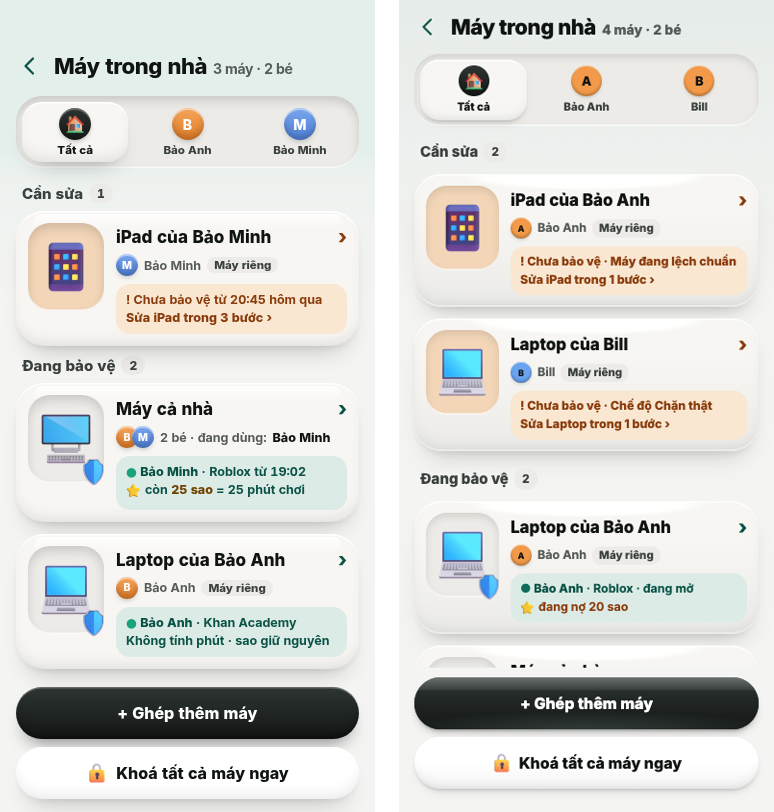 Máy trong nhà 3 máy · 2 bé
Tất cả
B
Bảo Anh
M
Bảo Minh
Cần sửa 1
iPad của Bảo Minh ›
M Bảo Minh Máy riêng
! Chưa bảo vệ từ 20:45 hôm qua
Sửa iPad trong 3 bước ›
Đang bảo vệ 2
Máy cả nhà ›
B M 2 bé · đang dùng: Bảo Minh
● Bảo Minh · Roblox từ 19:02
⭐ còn 25 sao = 25 phút chơi
Laptop của Bảo Anh ›
B Bảo Anh Máy riêng
● Bảo Anh · Khan Academy
Không tính phút · sao giữ nguyên
+ Ghép thêm máy
🔒 Khoá tất cả máy ngay
Máy trong nhà 4 máy · 2 bé
Tất cả
A
Bảo Anh
B
Bill
Cần sửa 2
iPad của Bảo Anh ›
A Bảo Anh Máy riêng
! Chưa bảo vệ · Máy đang lệch chuẩn
Sửa iPad trong 1 bước ›
Laptop của Bill ›
B Bill Máy riêng
! Chưa bảo vệ · Chế độ Chặn thật
Sửa Laptop trong 1 bước ›
Đang bảo vệ 2
Laptop của Bảo Anh ›
A Bảo Anh Máy riêng
● Bảo Anh · Roblox · đang mở
⭐ đang nợ 20 sao
+ Ghép thêm máy
🔒 Khoá tất cả máy ngay